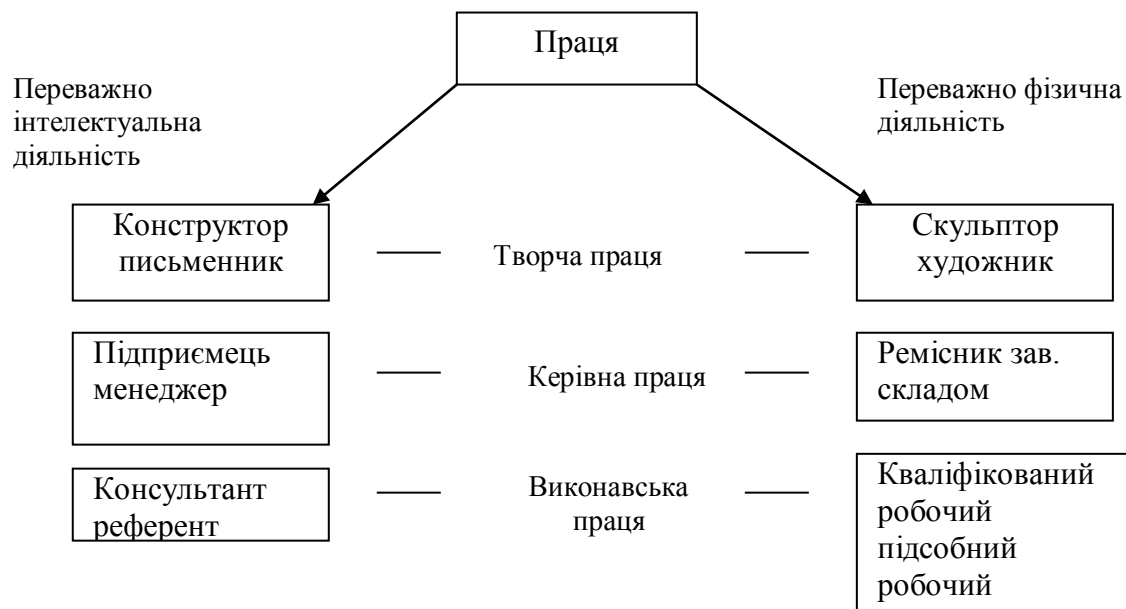 Праця
Переважно
інтелектуальна
діяльність
Переважно фізична
діяльність
Конструктор
письменник
Творча праця
Скульптор
художник
Підприємець
менеджер
Керівна праця
Ремісник зав.
складом
Консультант
референт
Виконавська
праця
Кваліфікований
робочий
підсобний
робочий